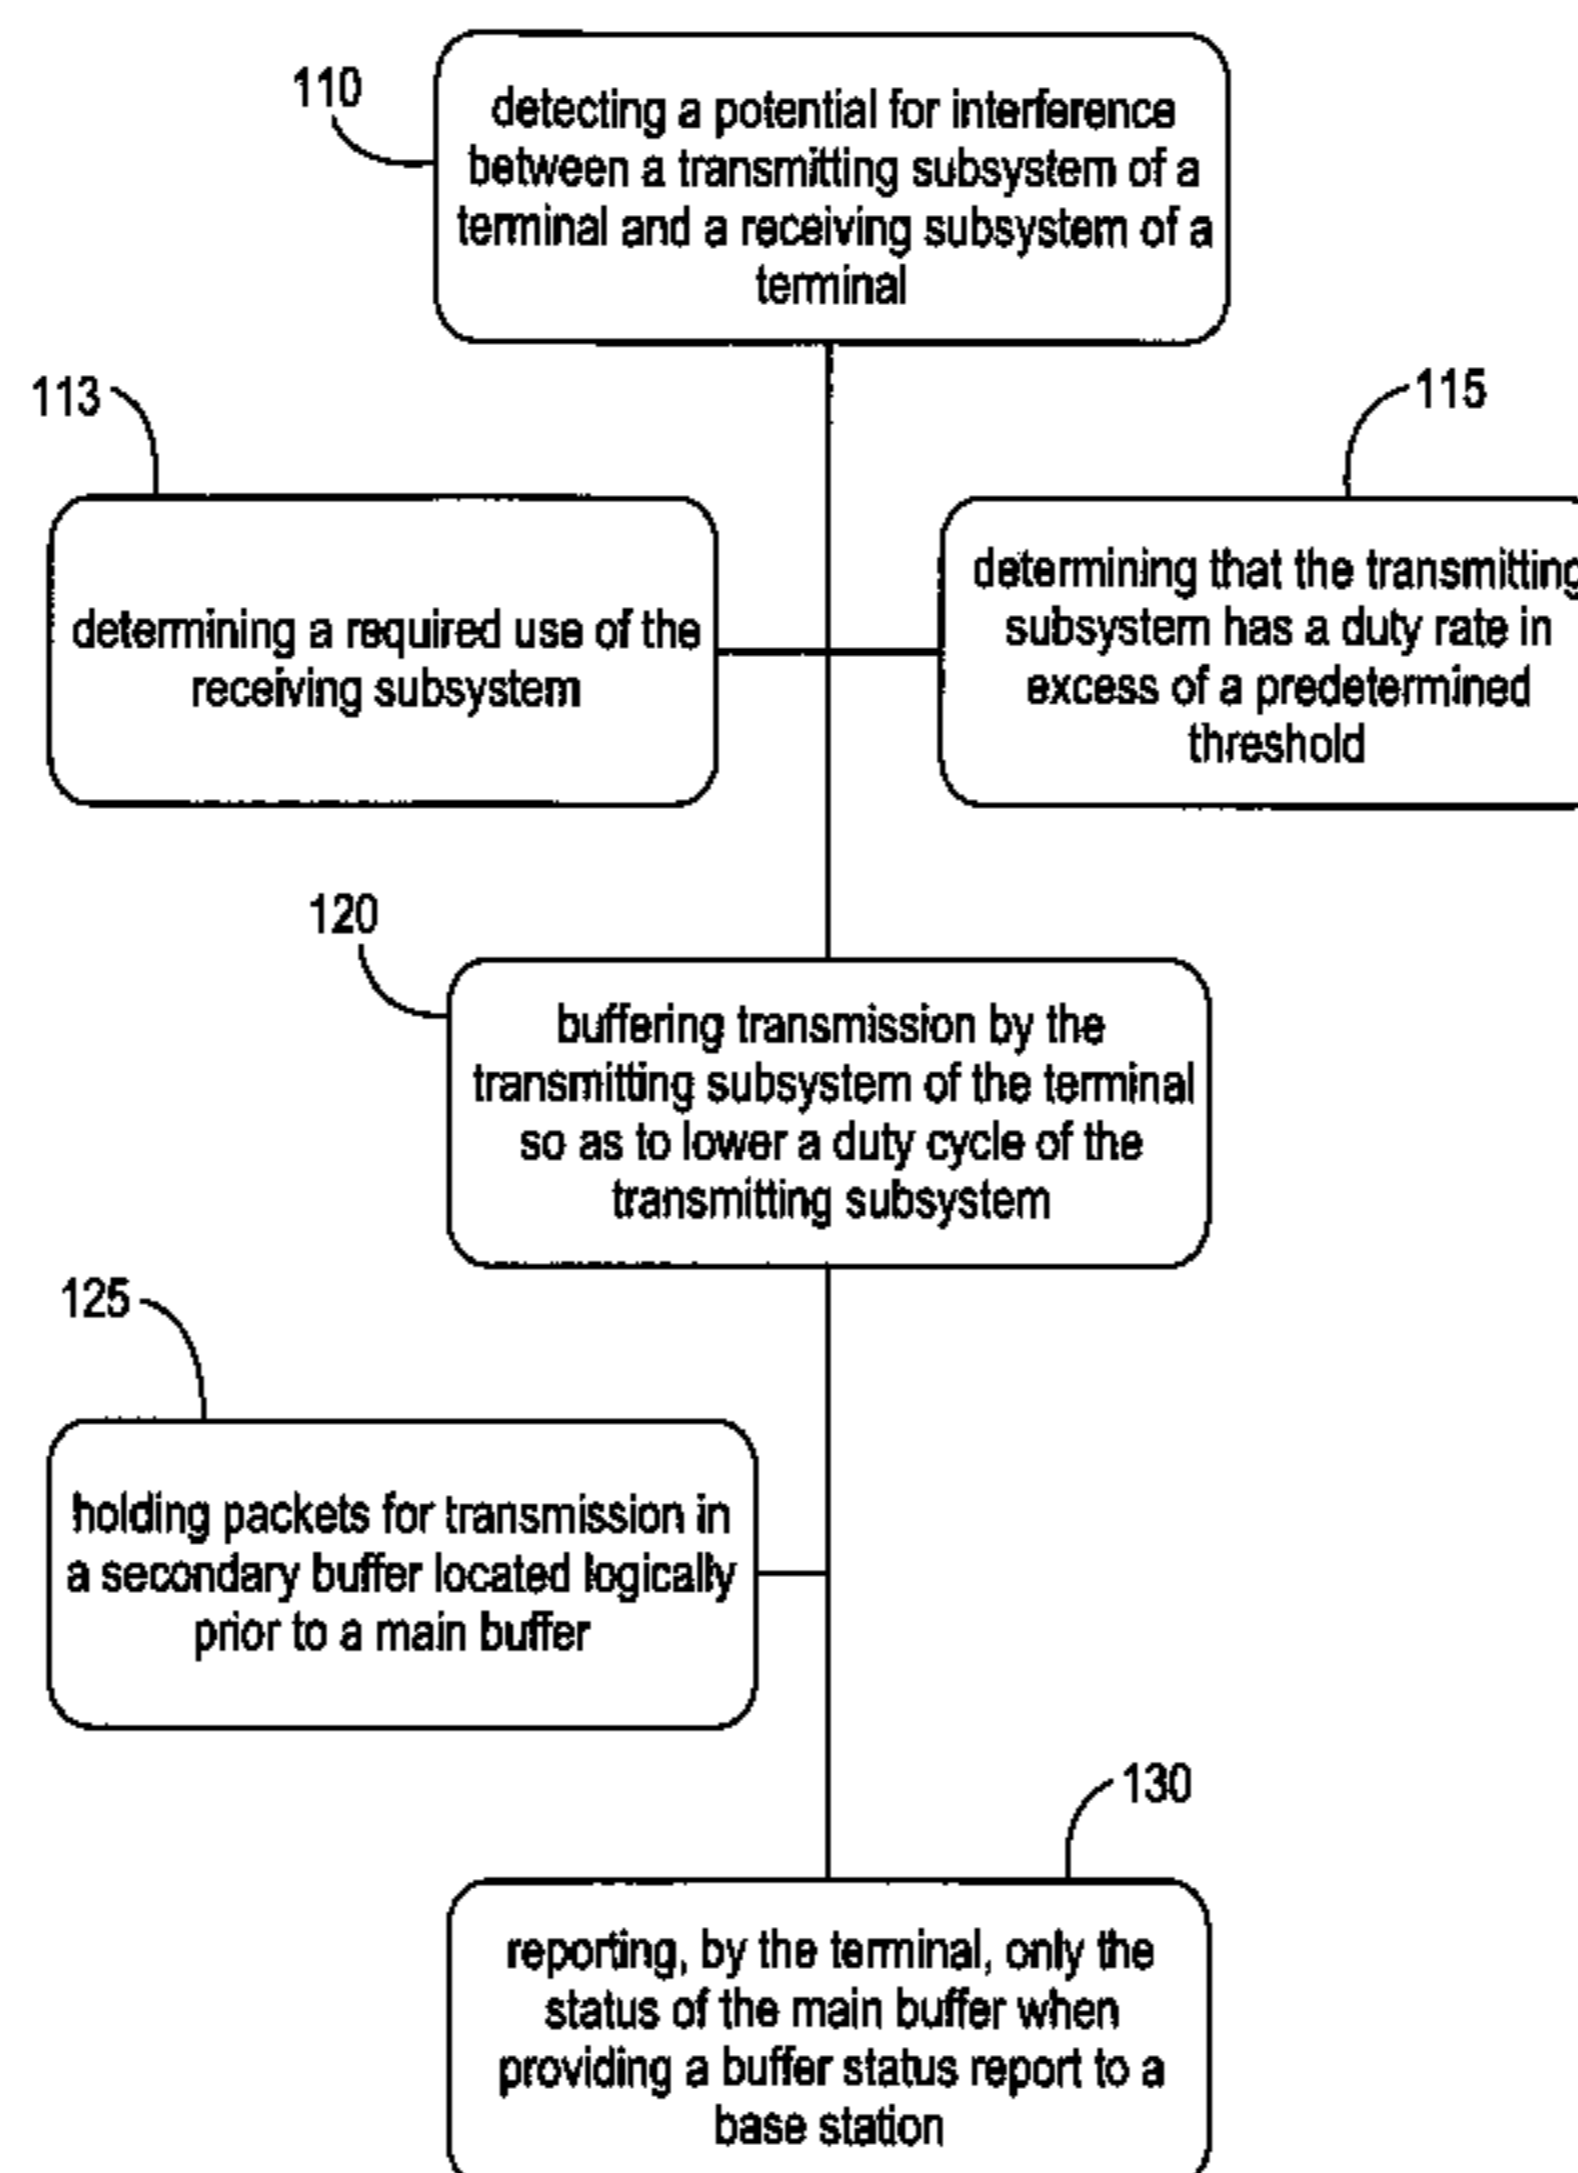 110
detecting a potential for interference
between a transmitting subsystem of a
terminal and a receiving subsystem of a
terminal
113
determining a required use of the
receiving subsystem
115
determining that the transmitting
subsystem has a duty rate in
excess of a predetermined
threshold
120
buffering transmission by the
transmitting subsystem of the terminal
so as to lower a duty cycle of the
transmitting subsystem
125
holding packets for transmission in
a secondary buffer located logically
prior to a main buffer
130
reporting, by the terminal, only the
status of the main buffer when
providing a buffer status report to a
base station